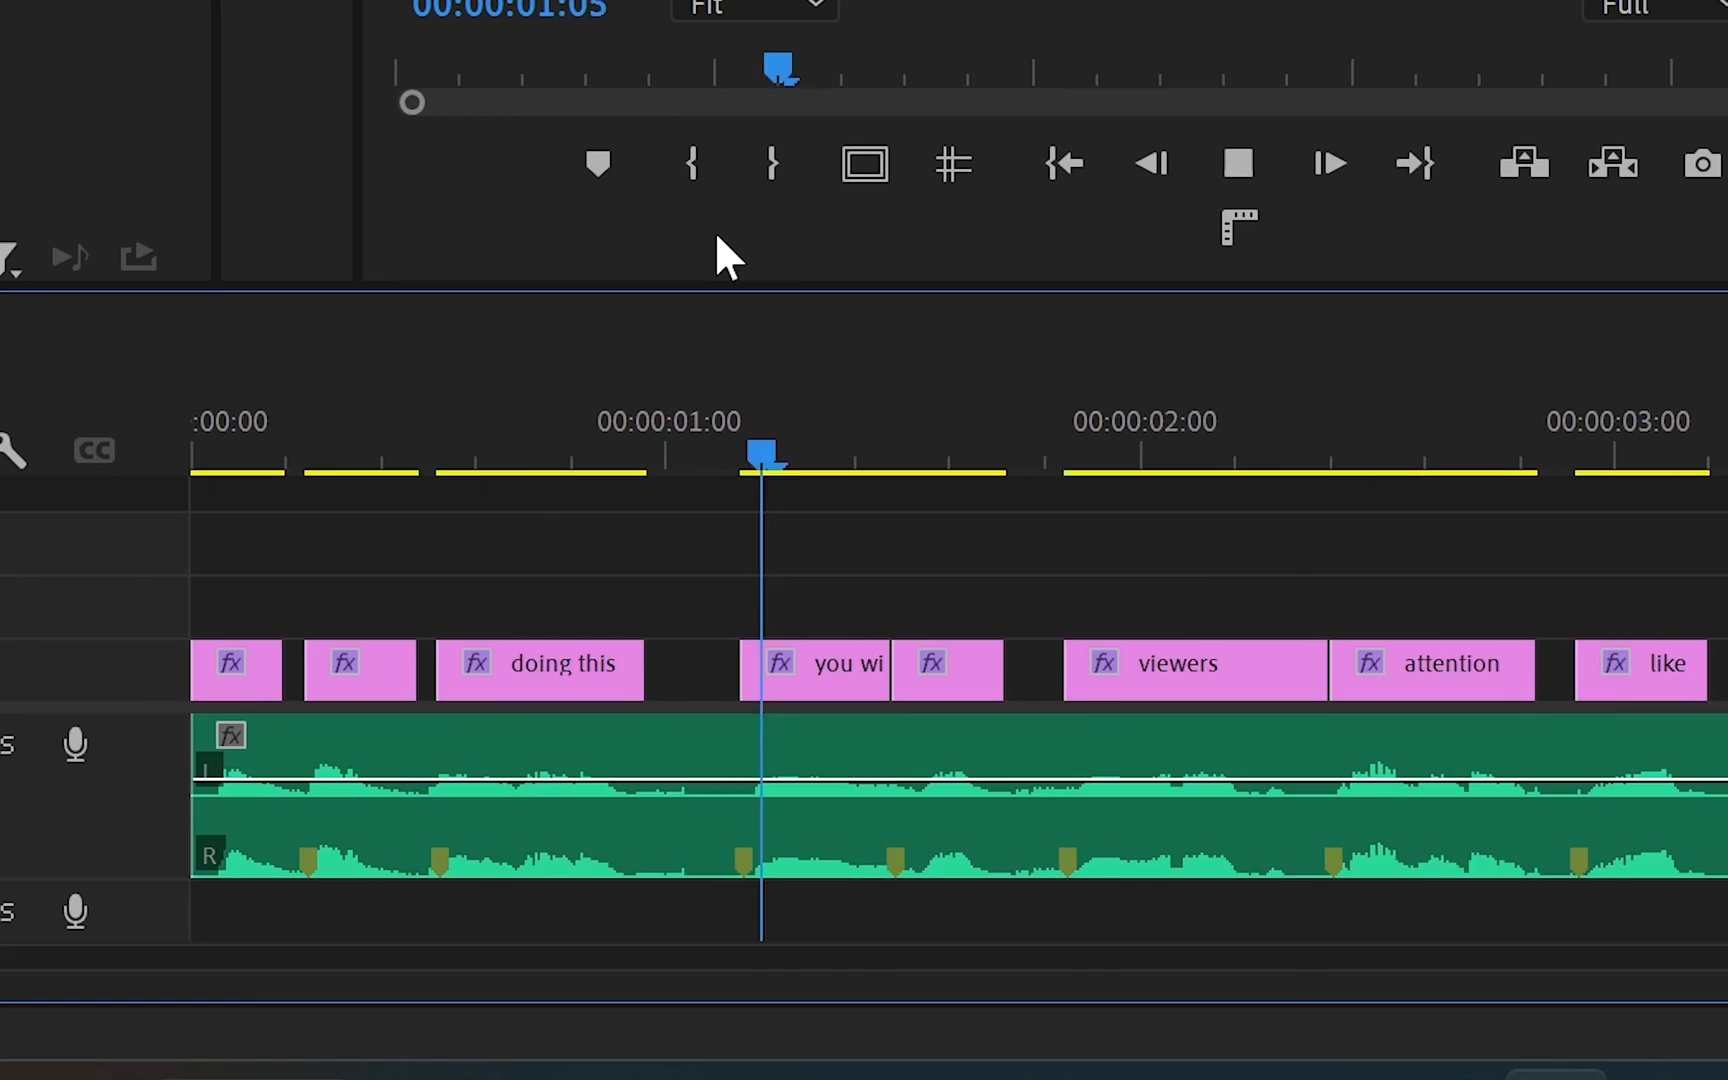 00:00:01:05
Fit
Full
:00:00
00:00:01:00
00:00:02:00
00:00:03:00
CC
fx
fx
fx doing this
fx you wi
fx
fx viewers
fx attention
fx like
S
fx
L
R
S